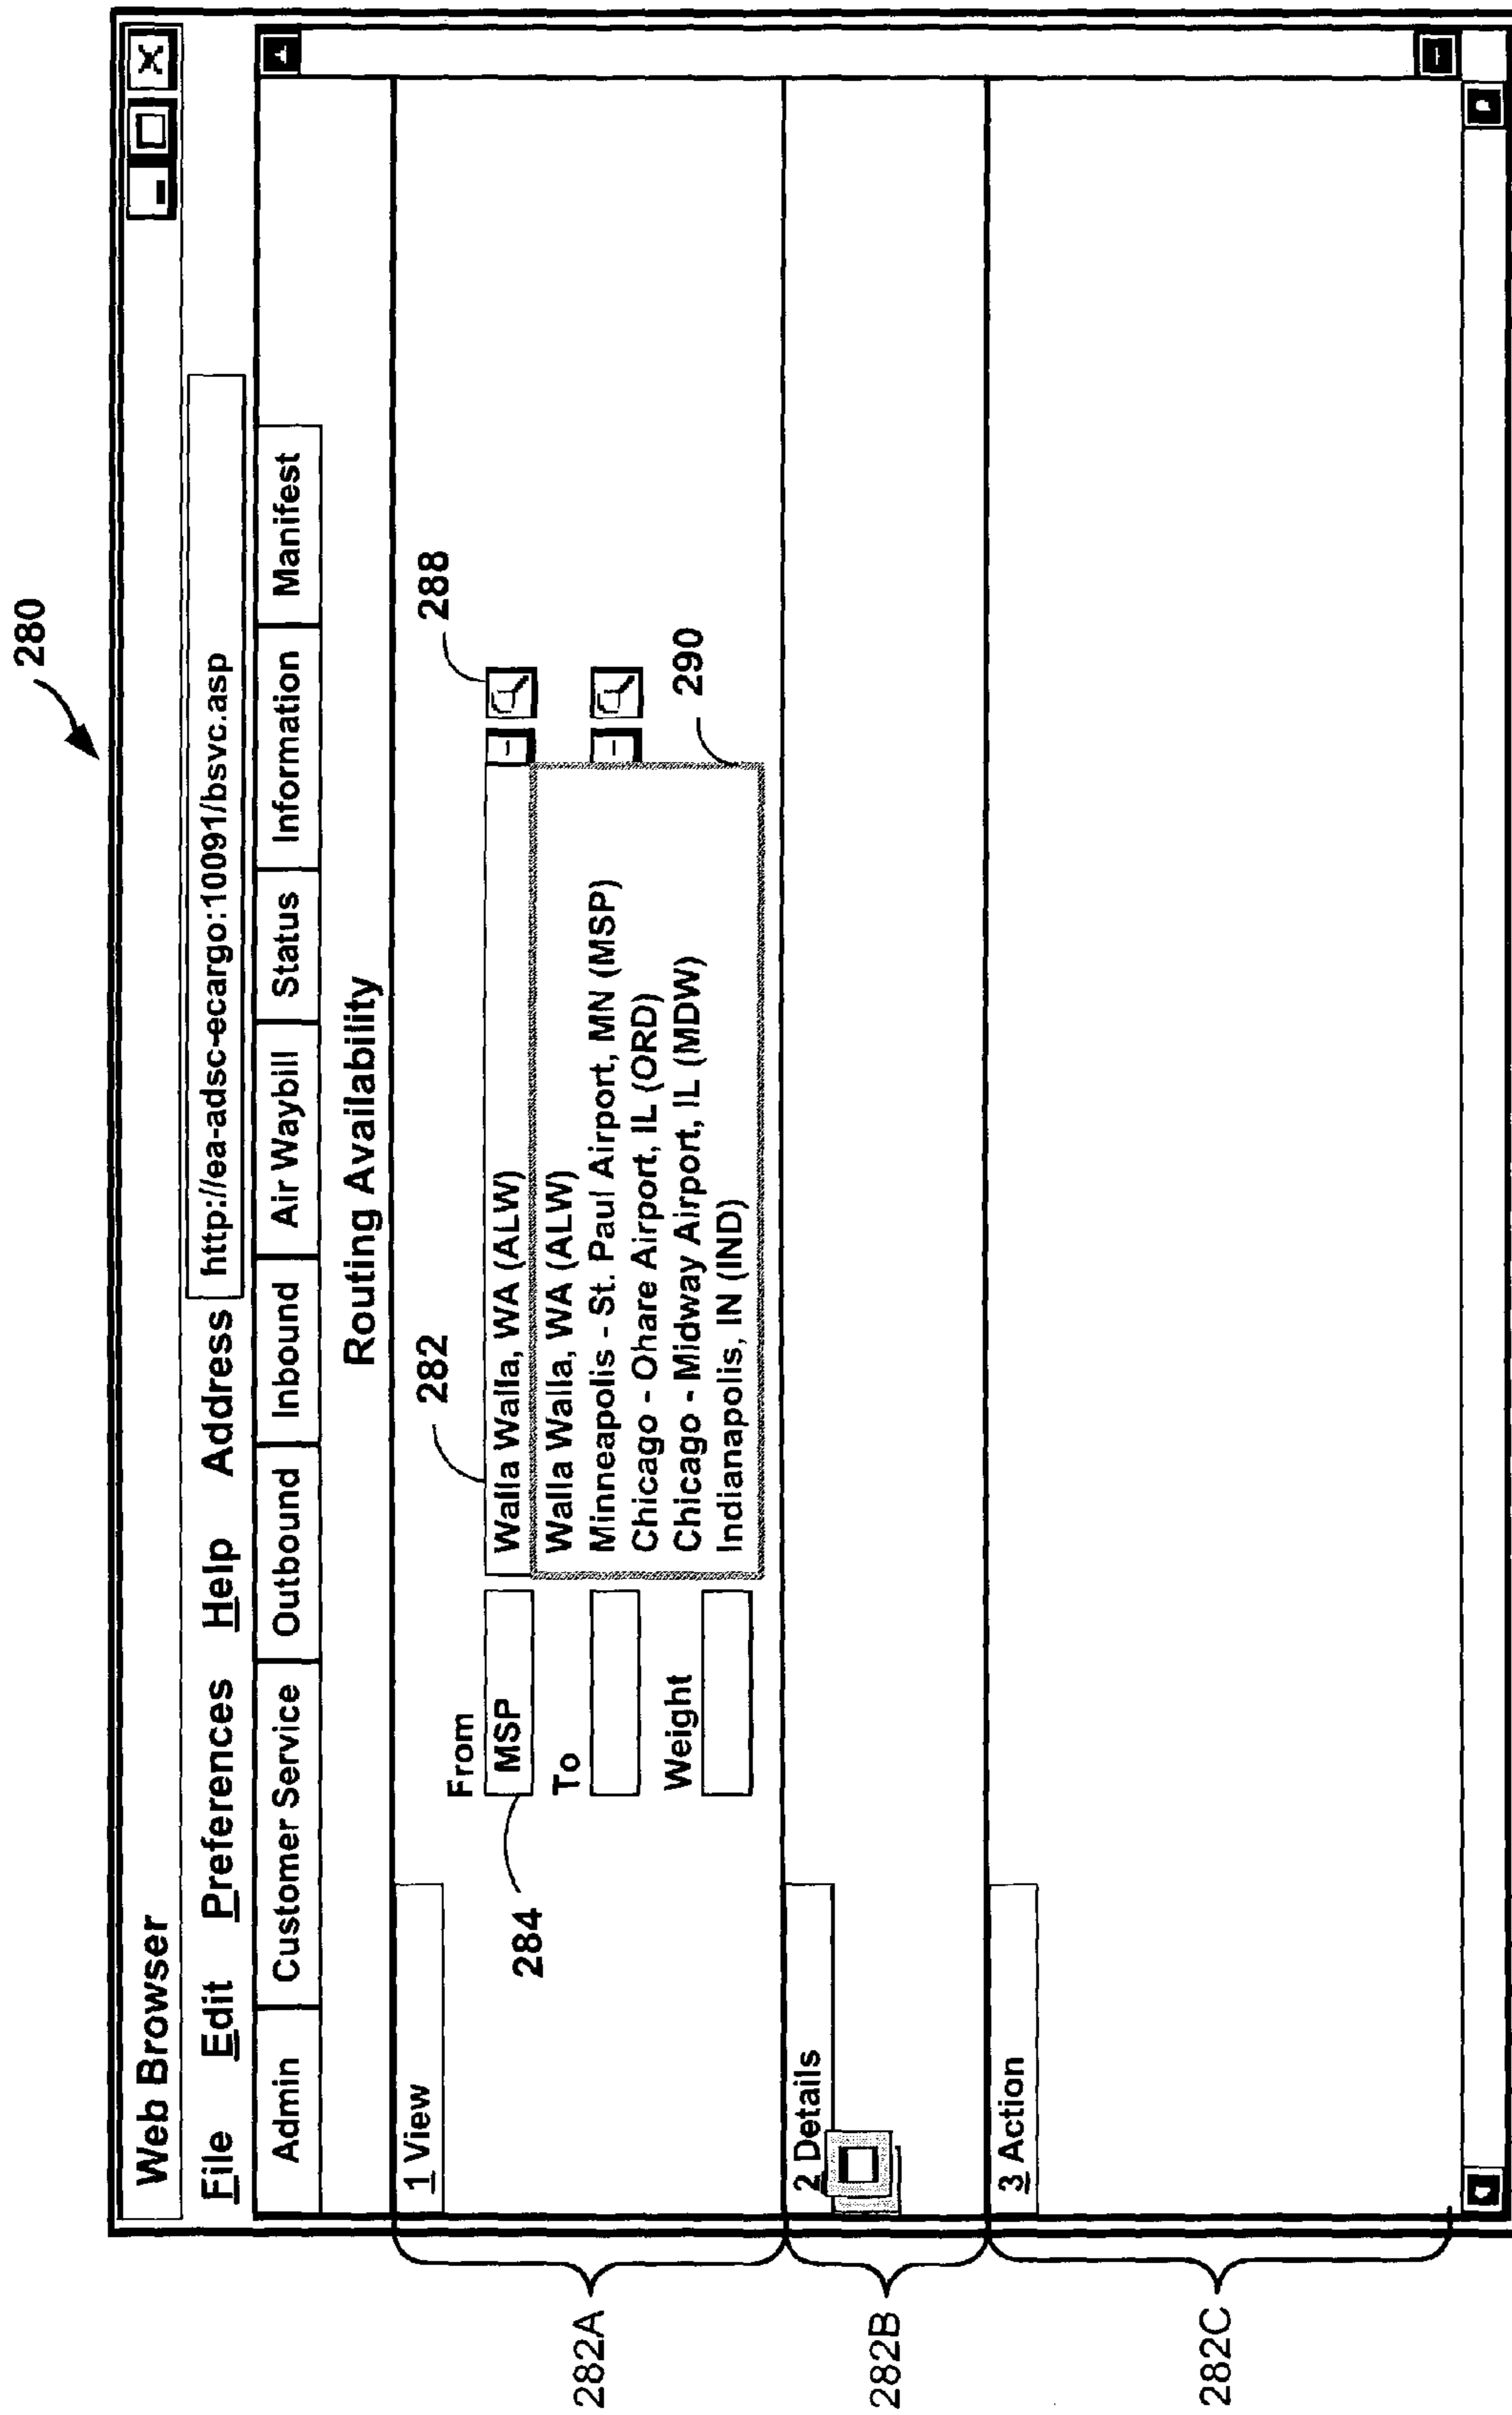 280
Web Browser
File Edit Preferences Help Address http://ea-adsc-ecargo:10091/bsvc.asp
Admin Customer Service Outbound Inbound Air Waybill Status Information Manifest
Routing Availability
1 View
282
288
From
284
MSP
Walla Walla, WA (ALW)
Walla Walla, WA (ALW)
To
Minneapolis - St. Paul Airport, MN (MSP)
Chicago - Ohare Airport, IL (ORD)
Weight
Chicago - Midway Airport, IL (MDW)
290
Indianapolis, IN (IND)
282A
2 Details
282B
3 Action
282C